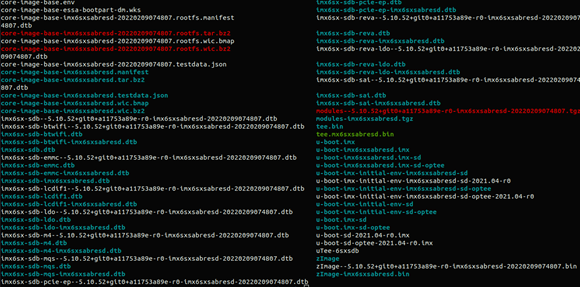 core-image-base.env
core-image-base-essa-bootpart-dm.wks
core-image-base-imx6sxsabresd-20220209074807.rootfs.manifest
4807.dtb
core-image-base-imx6sxsabresd-20220209074807.rootfs.tar.bz2
core-image-base-imx6sxsabresd-20220209074807.rootfs.wic.bmap
core-image-base-imx6sxsabresd-20220209074807.rootfs.wic.bz2
09074807.dtb
core-image-base-imx6sxsabresd-20220209074807.testdata.json
core-image-base-imx6sxsabresd.manifest
core-image-base-imx6sxsabresd.tar.bz2
807.dtb
core-image-base-imx6sxsabresd.testdata.json
core-image-base-imx6sxsabresd.wic.bmap
core-image-base-imx6sxsabresd.wic.bz2
imx6sx-sdb--5.10.52+git0+a11753a89e-r0-imx6sxsabresd-20220209074807.dtb
imx6sx-sdb-btwifi--5.10.52+git0+a11753a89e-r0-imx6sxsabresd-20220209074807.dtb
imx6sx-sdb-btwifi.dtb
imx6sx-sdb-btwifi-imx6sxsabresd.dtb
imx6sx-sdb.dtb
imx6sx-sdb-emmc--5.10.52+git0+a11753a89e-r0-imx6sxsabresd-20220209074807.dtb
imx6sx-sdb-emmc.dtb
imx6sx-sdb-emmc-imx6sxsabresd.dtb
imx6sx-sdb-imx6sxsabresd.dtb
imx6sx-sdb-lcdif1--5.10.52+git0+a11753a89e-r0-imx6sxsabresd-20220209074807.dtb
imx6sx-sdb-lcdif1.dtb
imx6sx-sdb-lcdif1-imx6sxsabresd.dtb
imx6sx-sdb-ldo--5.10.52+git0+a11753a89e-r0-imx6sxsabresd-20220209074807.dtb
imx6sx-sdb-ldo.dtb
imx6sx-sdb-ldo-imx6sxsabresd.dtb
imx6sx-sdb-m4--5.10.52+git0+a11753a89e-r0-imx6sxsabresd-20220209074807.dtb
imx6sx-sdb-m4.dtb
imx6sx-sdb-m4-imx6sxsabresd.dtb
imx6sx-sdb-mqs--5.10.52+git0+a11753a89e-r0-imx6sxsabresd-20220209074807.dtb
imx6sx-sdb-mqs.dtb
imx6sx-sdb-mqs-imx6sxsabresd.dtb
imx6sx-sdb-pcie-ep--5.10.52+git0+a11753a89e-r0-imx6sxsabresd-20220209074807.dtb
imx6sx-sdb-pcie-ep.dtb
imx6sx-sdb-pcie-ep-imx6sxsabresd.dtb
imx6sx-sdb-reva--5.10.52+git0+a11753a89e-r0-imx6sxsabresd-2022020907
imx6sx-sdb-reva.dtb
imx6sx-sdb-reva-imx6sxsabresd.dtb
imx6sx-sdb-reva-ldo--5.10.52+git0+a11753a89e-r0-imx6sxsabresd-202202
imx6sx-sdb-reva-ldo.dtb
imx6sx-sdb-reva-ldo-imx6sxsabresd.dtb
imx6sx-sdb-sai--5.10.52+git0+a11753a89e-r0-imx6sxsabresd-20220209074
imx6sx-sdb-sai.dtb
imx6sx-sdb-sai-imx6sxsabresd.dtb
modules--5.10.52+git0+a11753a89e-r0-imx6sxsabresd-20220209074807.tgz
modules-imx6sxsabresd.tgz
tee.bin
tee.mx6sxsabresd.bin
u-boot.imx
u-boot-imx6sxsabresd.imx
u-boot-imx6sxsabresd.imx-sd
u-boot-imx6sxsabresd.imx-sd-optee
u-boot-imx-initial-env-imx6sxsabresd-sd
u-boot-imx-initial-env-imx6sxsabresd-sd-2021.04-r0
u-boot-imx-initial-env-imx6sxsabresd-sd-optee
u-boot-imx-initial-env-imx6sxsabresd-sd-optee-2021.04-r0
u-boot-imx-initial-env-sd
u-boot-imx-initial-env-sd-optee
u-boot.imx-sd
u-boot.imx-sd-optee
u-boot-sd-2021.04-r0.imx
u-boot-sd-optee-2021.04-r0.imx
uTee-6sxsdb
zImage
zImage--5.10.52+git0+a11753a89e-r0-imx6sxsabresd-20220209074807.bin
zImage-imx6sxsabresd.bin